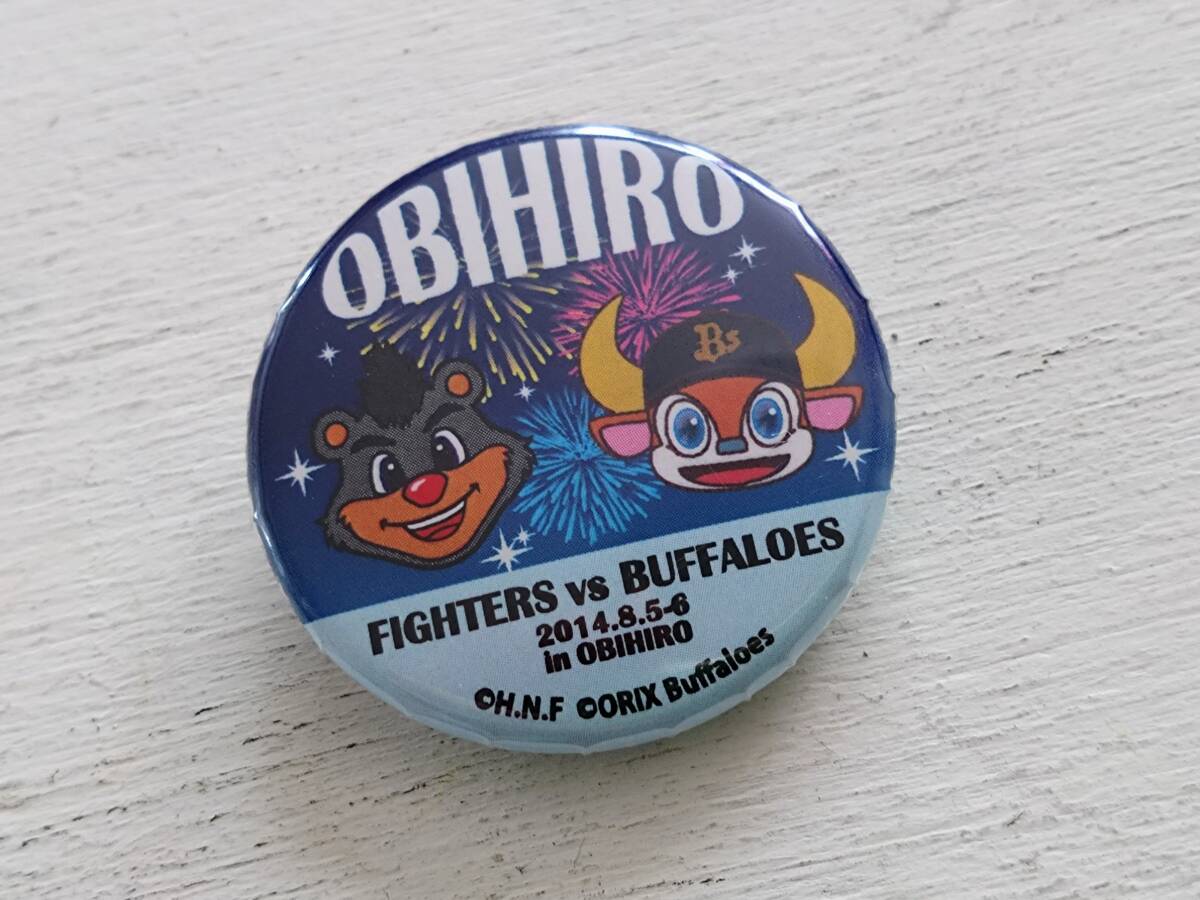 OBIHIRO
Bs
FIGHTERS vs BUFFALOES
2014.8.5-6
in OBIHIRO
©H.N.F ©ORIX Buffaloes